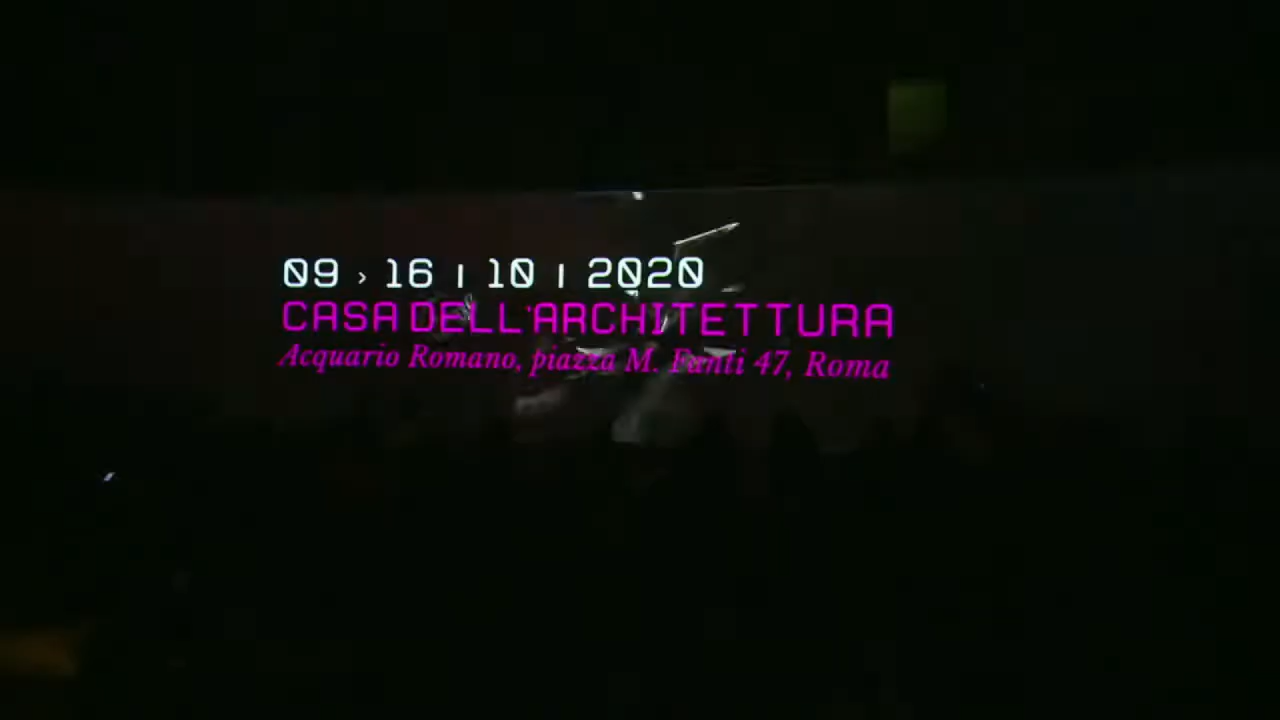 09 > 16 | 10 | 2020
CASA DELL'ARCHITETTURA
Acquario Romano, piazza M. Fanti 47, Roma